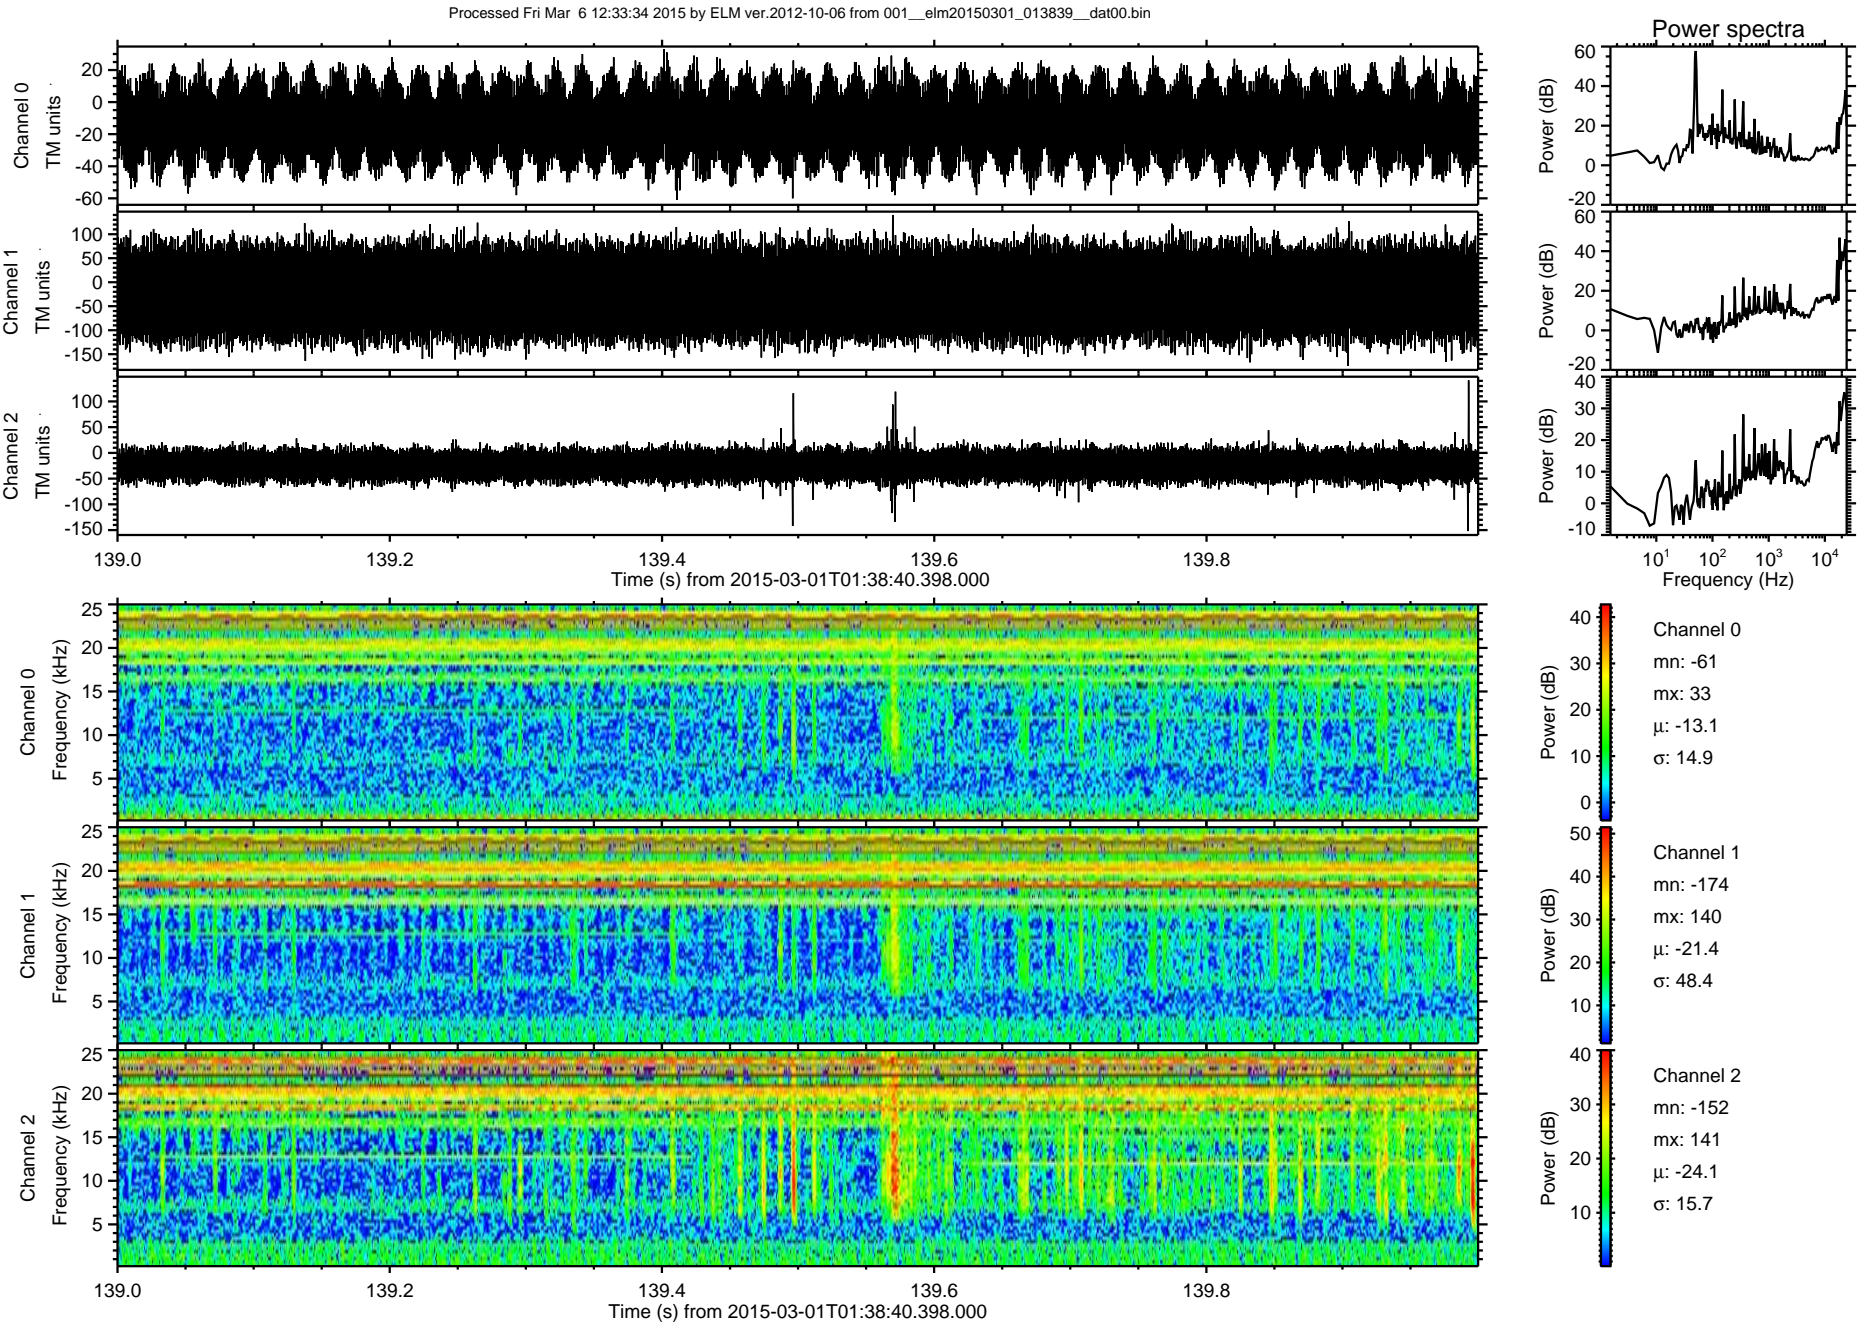 Processed Fri Mar  6 12:33:34 2015 by ELM ver.2012-10-06 from 001__elm20150301_013839__dat00.bin
Power spectra
Channel 0
TM units
20
0
-20
-40
-60
Power (dB)
60
40
20
0
-20
Channel 1
TM units
100
50
0
-50
-100
-150
Power (dB)
60
40
20
0
-20
Channel 2
TM units
100
50
0
-50
-100
-150
Power (dB)
40
30
20
10
0
-10
139.0 139.2 139.4 139.6 139.8
Time (s) from 2015-03-01T01:38:40.398.000
10^1 10^2 10^3 10^4
Frequency (Hz)
Channel 0
Frequency (kHz)
25
20
15
10
5
Power (dB)
40
30
20
10
0
Channel 0
mn: -61
mx: 33
μ: -13.1
σ: 14.9
Channel 1
Frequency (kHz)
25
20
15
10
5
Power (dB)
50
40
30
20
10
Channel 1
mn: -174
mx: 140
μ: -21.4
σ: 48.4
Channel 2
Frequency (kHz)
25
20
15
10
5
Power (dB)
40
30
20
10
Channel 2
mn: -152
mx: 141
μ: -24.1
σ: 15.7
139.0 139.2 139.4 139.6 139.8
Time (s) from 2015-03-01T01:38:40.398.000